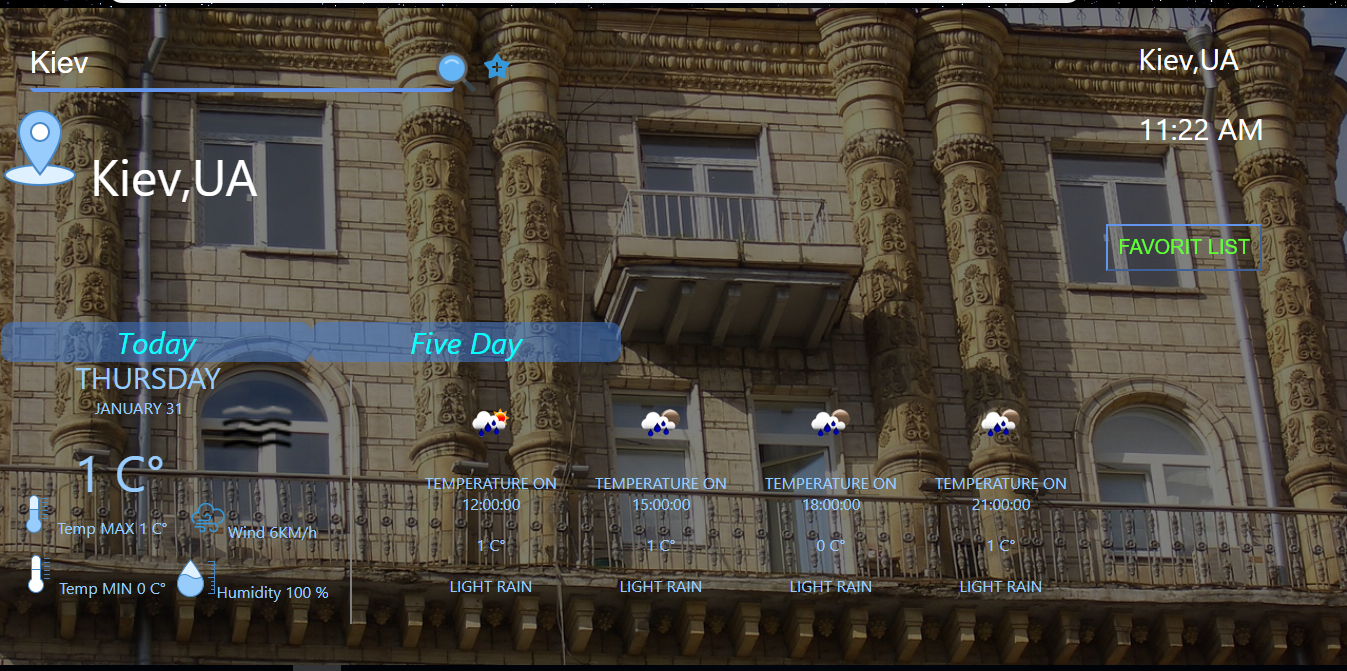 Kiev
Kiev,UA
11:22 AM
Kiev,UA
FAVORIT LIST
Today
Five Day
THURSDAY
JANUARY 31
1 C°
Temp MAX 1 C°
Wind 6KM/h
Temp MIN 0 C°
Humidity 100 %
TEMPERATURE ON
12:00:00
1 C°
LIGHT RAIN
TEMPERATURE ON
15:00:00
1 C°
LIGHT RAIN
TEMPERATURE ON
18:00:00
0 C°
LIGHT RAIN
TEMPERATURE ON
21:00:00
1 C°
LIGHT RAIN